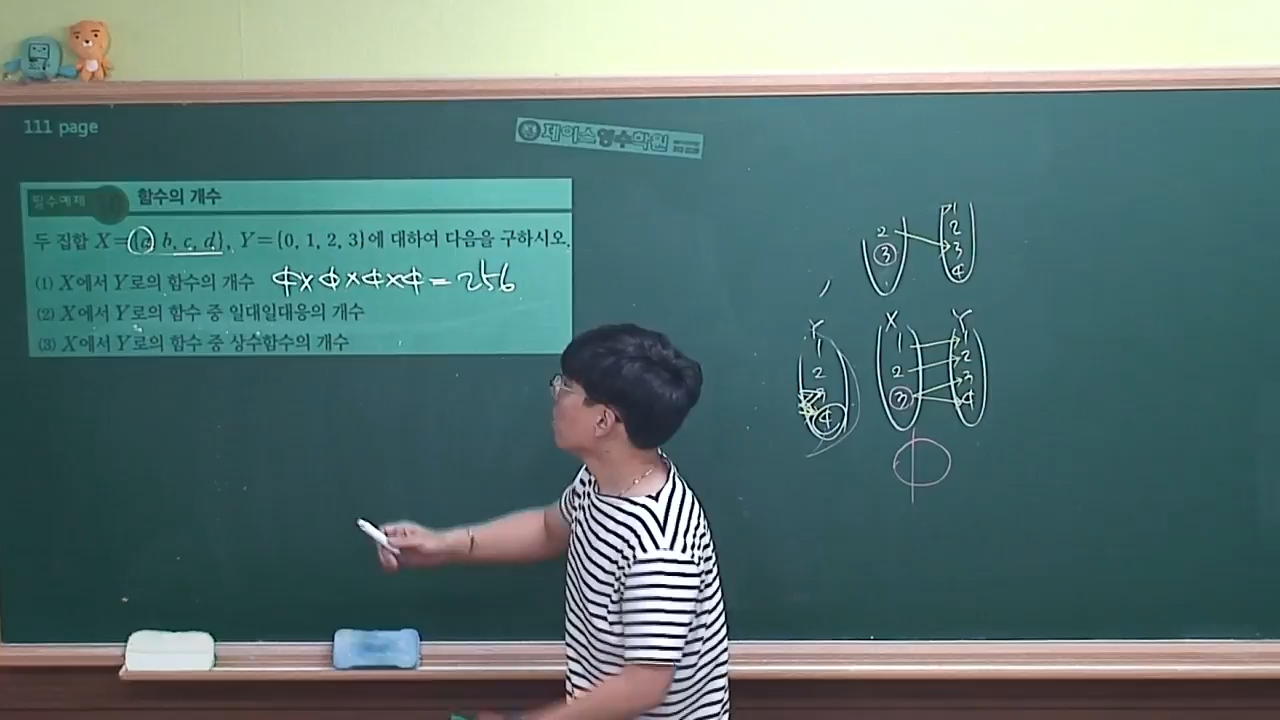 111 page
제이스영수학원
필수예제
함수의 개수
두 집합 X={a, b, c, d}, Y={0, 1, 2, 3}에 대하여 다음을 구하시오.
(1) X에서 Y로의 함수의 개수 4×4×4×4=256
(2) X에서 Y로의 함수 중 일대일대응의 개수
(3) X에서 Y로의 함수 중 상수함수의 개수
2
3
1
2
3
4
Y
1
2
3
4
X
1
2
3
Y
1
2
3
4